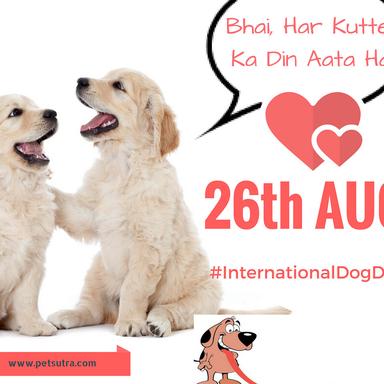 Bhai, Har Kutte
Ka Din Aata Ha
26th AUG
#InternationalDogD
www.petsutra.com